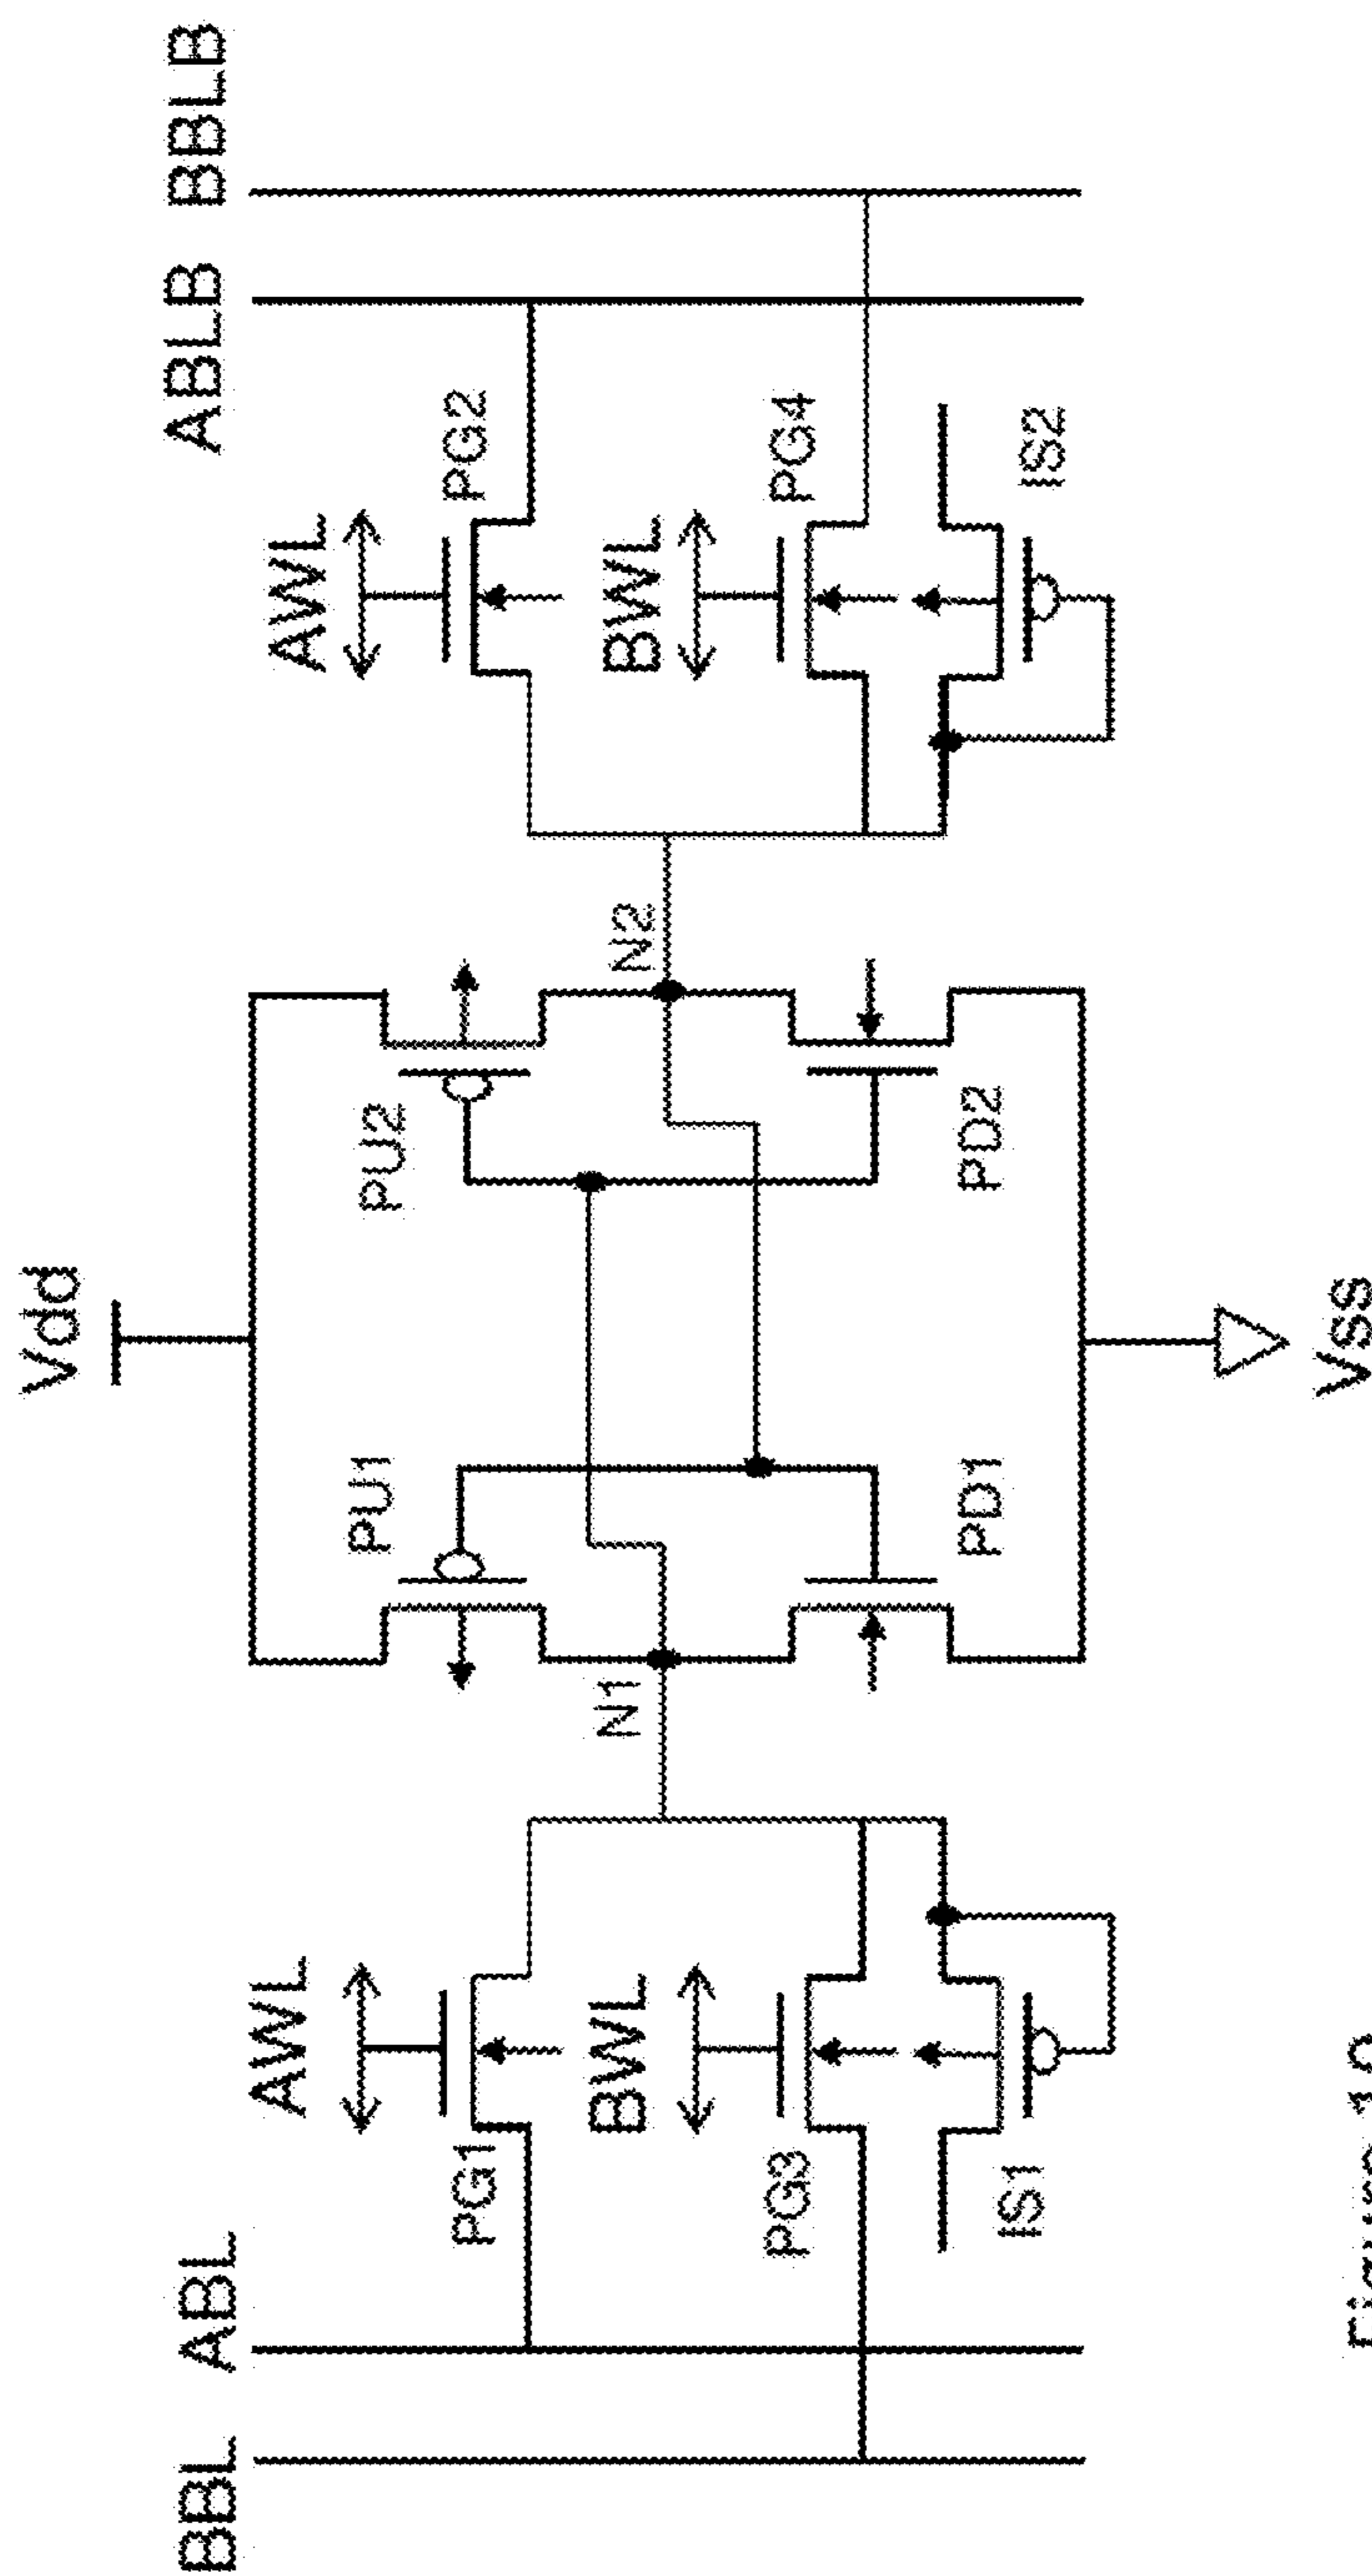 Vdd
BBL
ABL
ABLB
BBLB
AWL
AWL
PG1
PU1
PU2
PG2
N1
N2
BWL
BWL
PG3
PG4
PD1
PD2
IS1
IS2
Vss